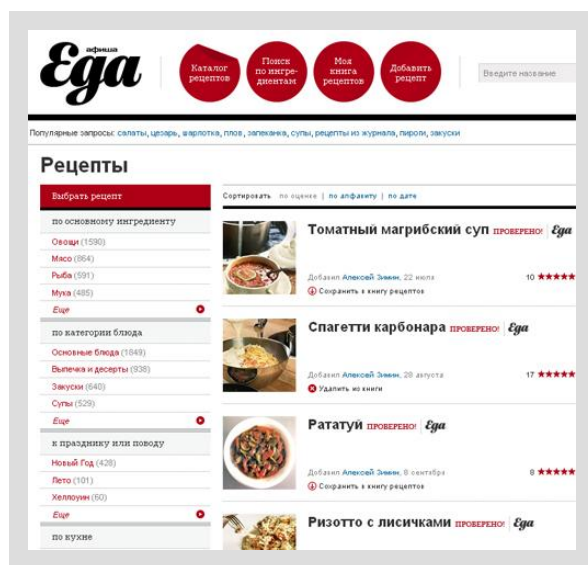 афиша
Еда
Каталог
рецептов
Поиск
по ингре-
диентам
Моя
книга
рецептов
Добавить
рецепт
Введите название
Популярные запросы: салаты, цезарь, шарлотка, плов, запеканка, супы, рецепты из журнала, пироги, закуски
Рецепты
Выбрать рецепт
Сортировать по оценке | по алфавиту | по дате
по основному ингредиенту
Овощи (1590)
Мясо (864)
Рыба (591)
Мука (485)
Еще
по категории блюда
Основные блюда (1849)
Выпечка и десерты (938)
Закуски (640)
Супы (529)
Еще
к празднику или поводу
Новый Год (428)
Лето (101)
Хеллоуин (60)
Еще
по кухне
Томатный магрибский суп ПРОВЕРЕНО! Еда
Добавил Алексей Зимин, 22 июля 10
Сохранить в книгу рецептов
Спагетти карбонара ПРОВЕРЕНО! Еда
Добавил Алексей Зимин, 28 августа 17
Удалить из книги
Рататуй ПРОВЕРЕНО! Еда
Добавил Алексей Зимин, 8 сентября 8
Сохранить в книгу рецептов
Ризотто с лисичками ПРОВЕРЕНО! Еда